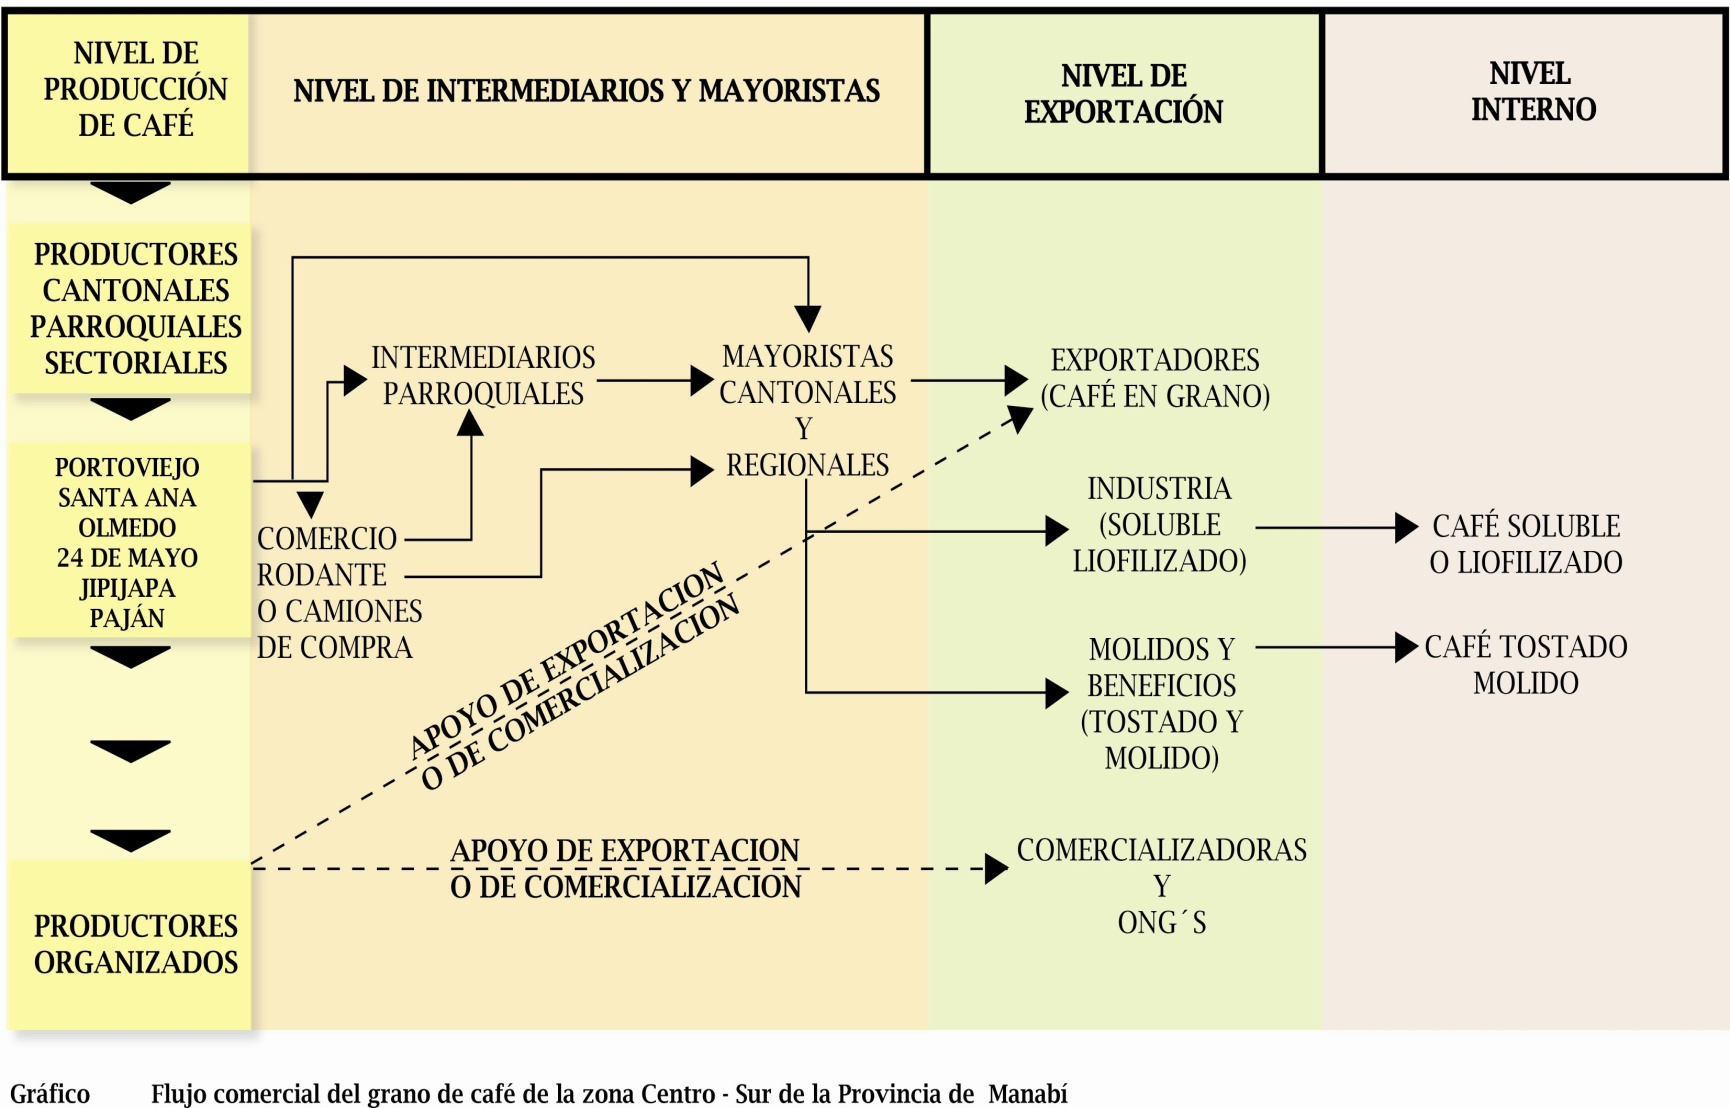 NIVEL DE
PRODUCCIÓN
DE CAFÉ
NIVEL DE INTERMEDIARIOS Y MAYORISTAS
NIVEL DE
EXPORTACIÓN
NIVEL
INTERNO
PRODUCTORES
CANTONALES
PARROQUIALES
SECTORIALES
PORTOVIEJO
SANTA ANA
OLMEDO
24 DE MAYO
JIPIJAPA
PAJÁN
PRODUCTORES
ORGANIZADOS
INTERMEDIARIOS
PARROQUIALES
COMERCIO
RODANTE
O CAMIONES
DE COMPRA
MAYORISTAS
CANTONALES
Y
REGIONALES
APOYO DE EXPORTACION
O DE COMERCIALIZACION
APOYO DE EXPORTACION
O DE COMERCIALIZACION
EXPORTADORES
(CAFÉ EN GRANO)
INDUSTRIA
(SOLUBLE
LIOFILIZADO)
MOLIDOS Y
BENEFICIOS
(TOSTADO Y
MOLIDO)
COMERCIALIZADORAS
Y
ONG´S
CAFÉ SOLUBLE
O LIOFILIZADO
CAFÉ TOSTADO
MOLIDO
Gráfico Flujo comercial del grano de café de la zona Centro - Sur de la Provincia de Manabí